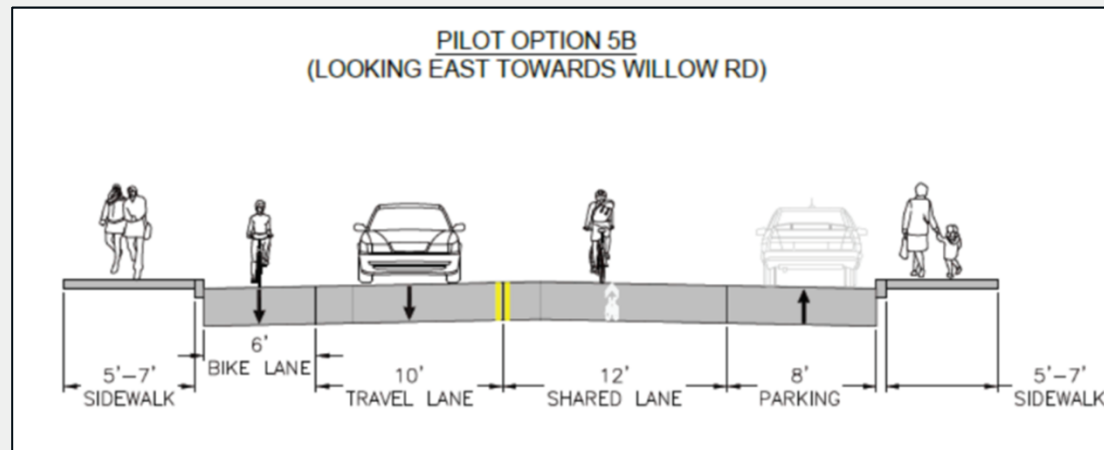 PILOT OPTION 5B
(LOOKING EAST TOWARDS WILLOW RD)
5'-7'
SIDEWALK
6'
BIKE LANE
10'
TRAVEL LANE
12'
SHARED LANE
8'
PARKING
5'-7'
SIDEWALK